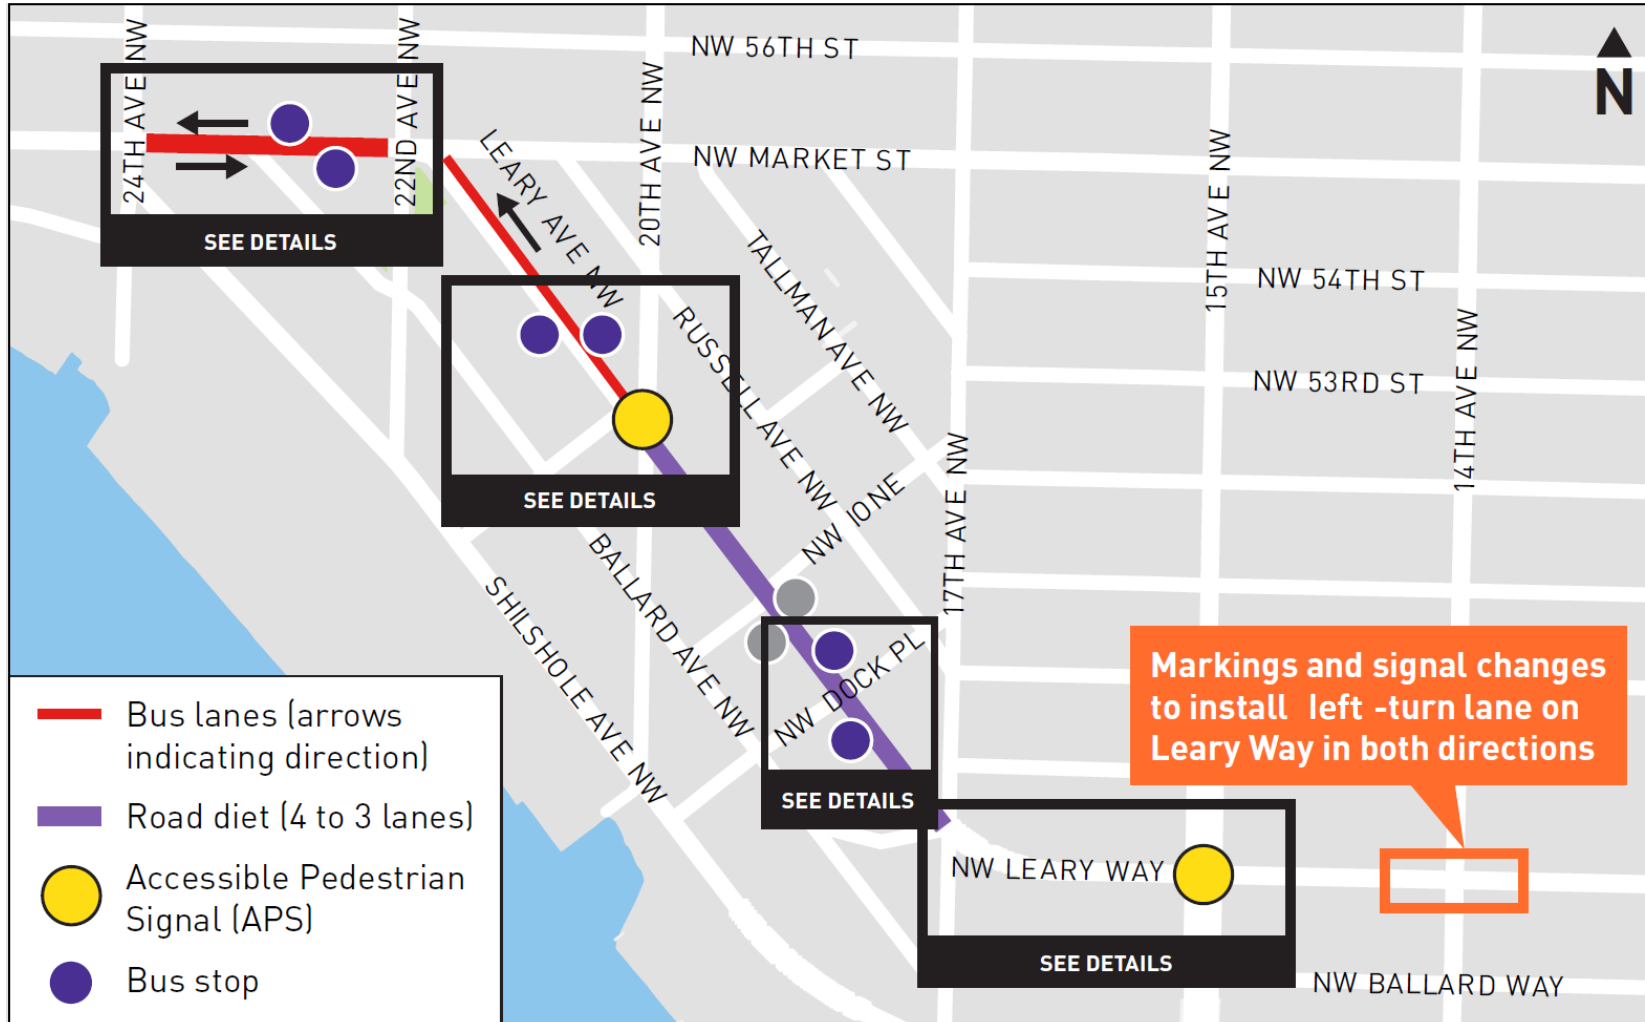 24TH AVE NW
22ND AVE NW
NW 56TH ST
N
20TH AVE NW
LEARY AVE NW
NW MARKET ST
15TH AVE NW
SEE DETAILS
TALLMAN AVE NW
NW 54TH ST
RUSSELL AVE NW
14TH AVE NW
NW 53RD ST
SEE DETAILS
17TH AVE NW
NW IONE
BALLARD AVE NW
SHILSHOLE AVE NW
NW DOCK PL
Markings and signal changes
to install left -turn lane on
Leary Way in both directions
SEE DETAILS
NW LEARY WAY
SEE DETAILS
NW BALLARD WAY
Bus lanes (arrows
indicating direction)
Road diet (4 to 3 lanes)
Accessible Pedestrian
Signal (APS)
Bus stop